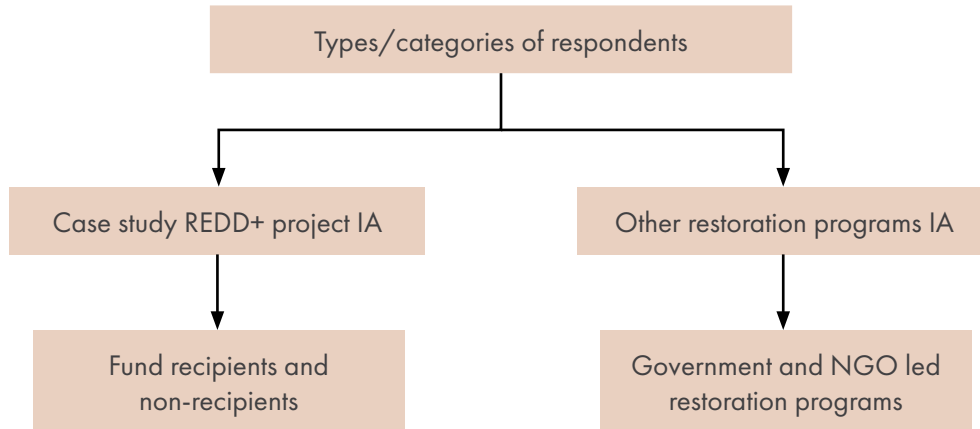 Types/categories of respondents
Case study REDD+ project IA
Other restoration programs IA
Fund recipients and
non-recipients
Government and NGO led
restoration programs